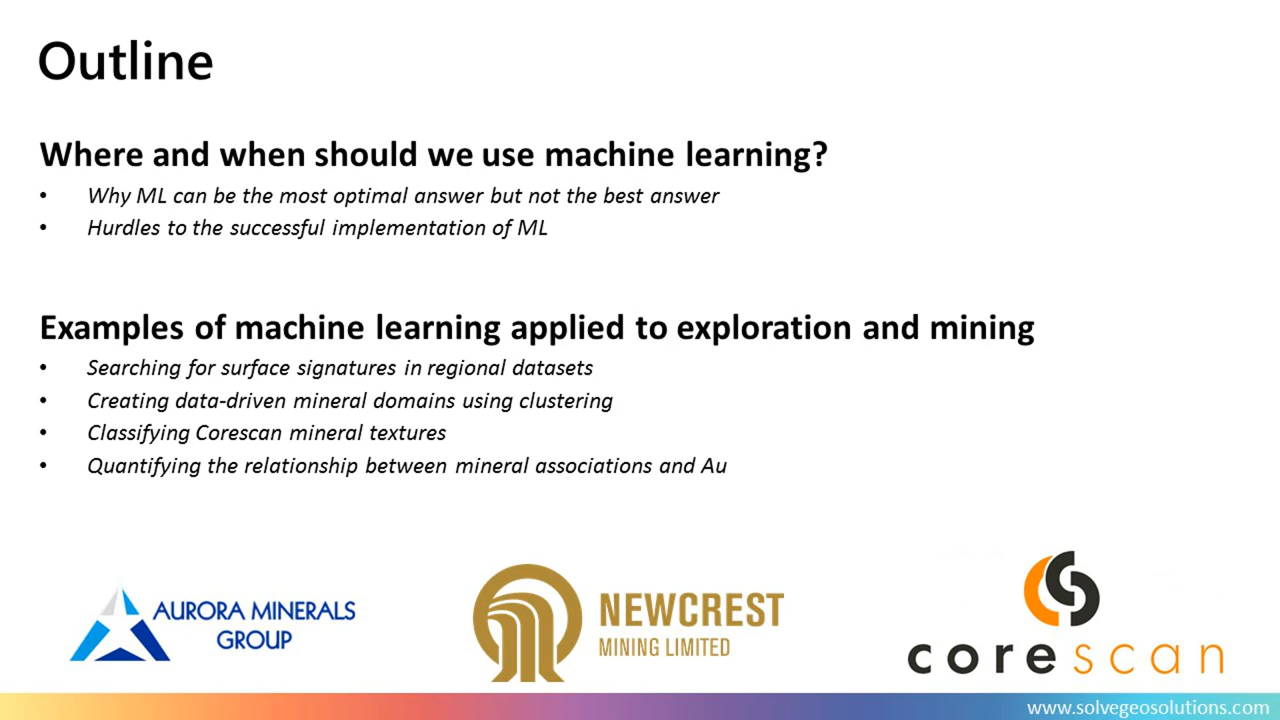 Outline
Where and when should we use machine learning?
• Why ML can be the most optimal answer but not the best answer
• Hurdles to the successful implementation of ML
Examples of machine learning applied to exploration and mining
• Searching for surface signatures in regional datasets
• Creating data-driven mineral domains using clustering
• Classifying Corescan mineral textures
• Quantifying the relationship between mineral associations and Au
AURORA MINERALS
GROUP
NEWCREST
MINING LIMITED
corescan
www.solvegeosolutions.com